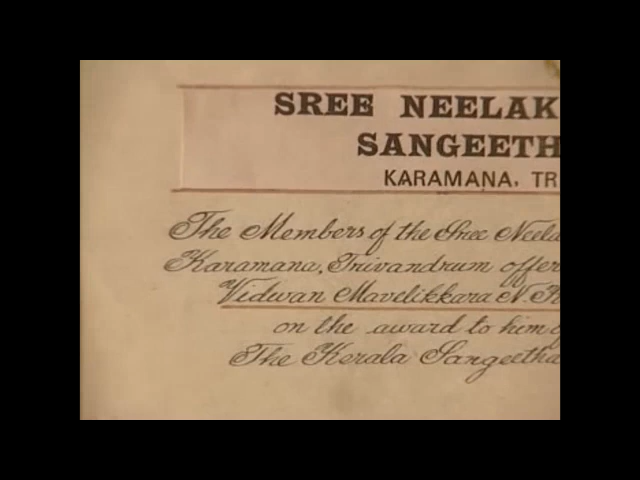 SREE NEELAK
SANGEETH
KARAMANA, TR
The Members of the Sree Neela
Karamana, Trivandrum offer
Vidwan Mavelikkara N. 
on the award to him
The Kerala Sangeetha